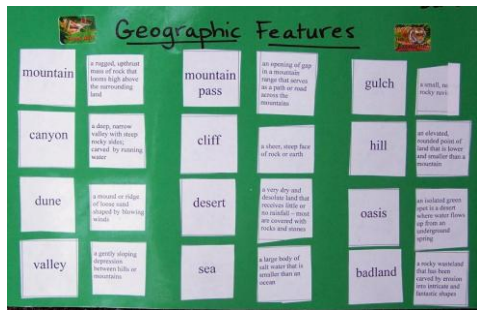 Geographic Features
mountain
a rugged, upthrust
mass of rock that
looms high above
the surrounding
land
mountain
pass
an opening of gap
in a mountain
range that serves
as a path or road
across the
mountains
gulch
a small,
rocky
canyon
a deep, narrow
valley with steep
rocky sides;
carved by running
water
cliff
a sheer, steep face
of rock or earth
hill
an elevated,
rounded point of
land that is lower
and smaller than a
mountain
dune
a mound or ridge
of loose sand
shaped by blowing
winds
desert
a very dry and
desolate land that
receives little or
no rainfall – most
are covered with
rocks and stones
oasis
an isolated green
spot is a desert
where water flows
up from an
underground
spring
valley
a gently sloping
depression
between hills or
mountains
sea
a large body of
salt water that is
smaller than an
ocean
badland
a rocky wasteland
that has been
carved by erosion
into intricate and
fantastic shapes